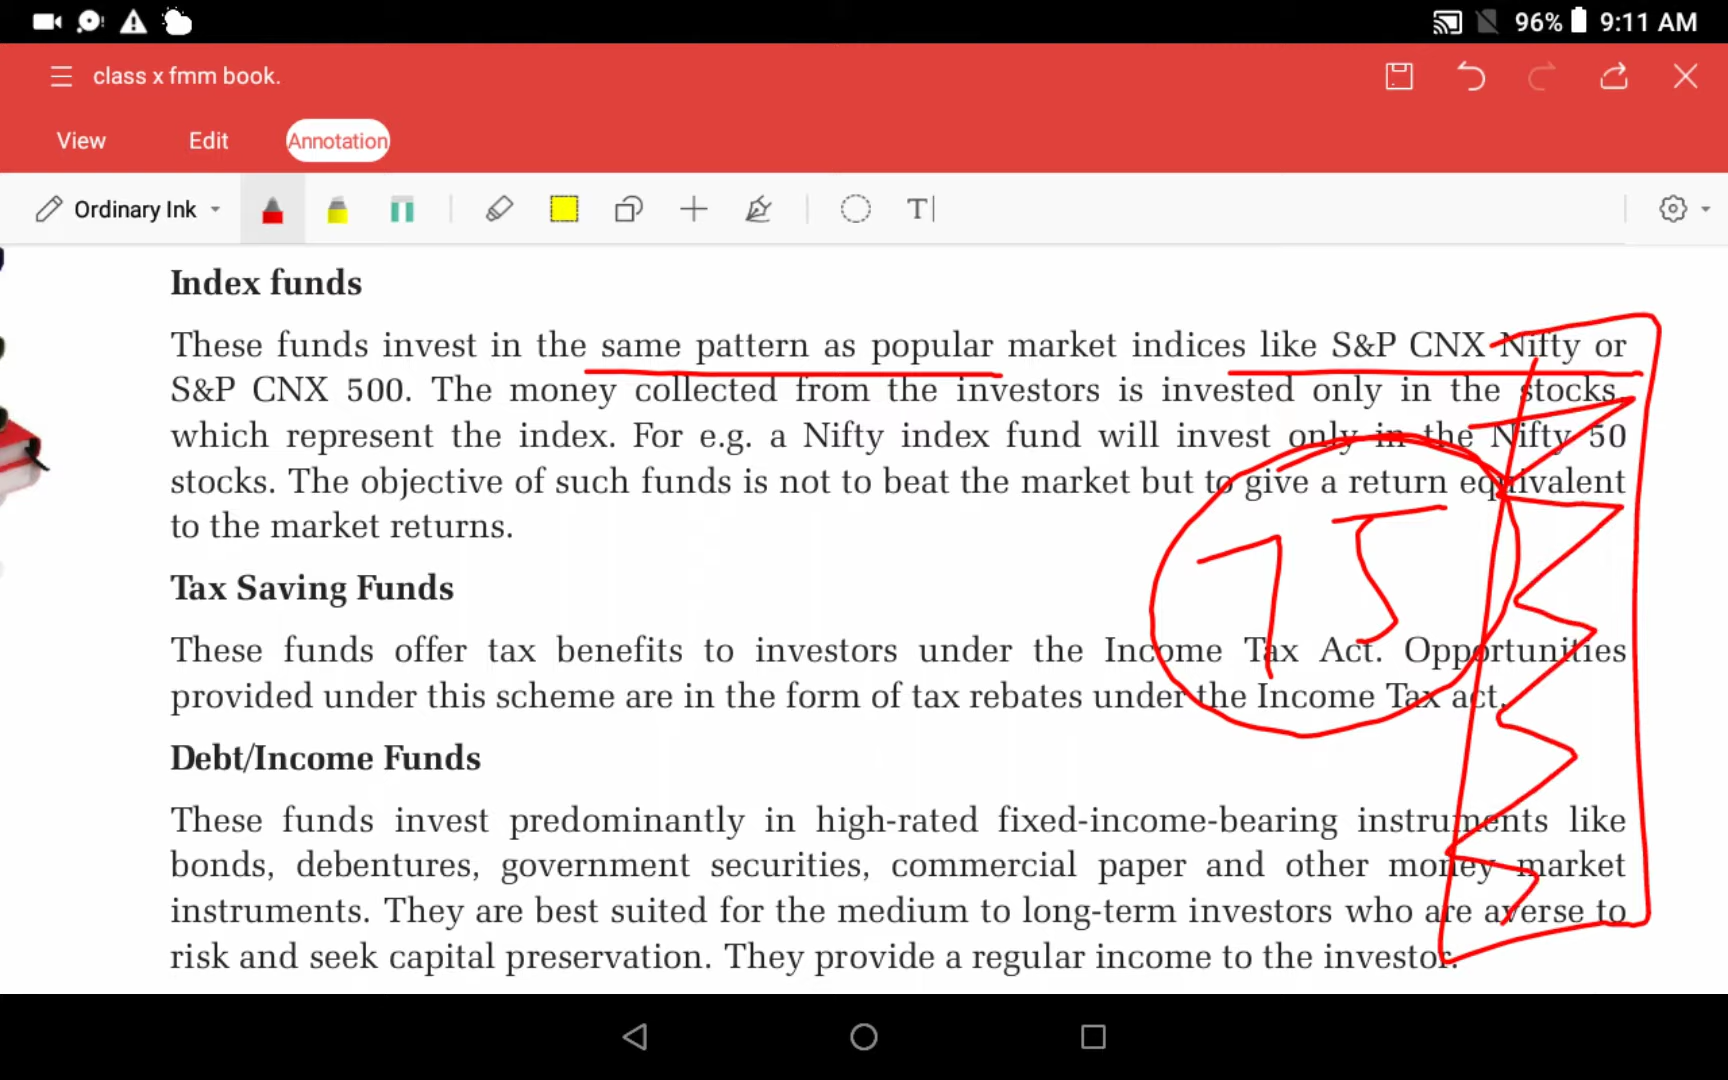 96% 9:11 AM
class x fmm book.
View Edit Annotation
Ordinary Ink T
Index funds
These funds invest in the same pattern as popular market indices like S&P CNX Nifty or
S&P CNX 500. The money collected from the investors is invested only in the stocks,
which represent the index. For e.g. a Nifty index fund will invest only in the Nifty 50
stocks. The objective of such funds is not to beat the market but to give a return equivalent
to the market returns.
75
Tax Saving Funds
These funds offer tax benefits to investors under the Income Tax Act. Opportunities
provided under this scheme are in the form of tax rebates under the Income Tax act.
Debt/Income Funds
These funds invest predominantly in high-rated fixed-income-bearing instruments like
bonds, debentures, government securities, commercial paper and other money market
instruments. They are best suited for the medium to long-term investors who are averse to
risk and seek capital preservation. They provide a regular income to the investor.